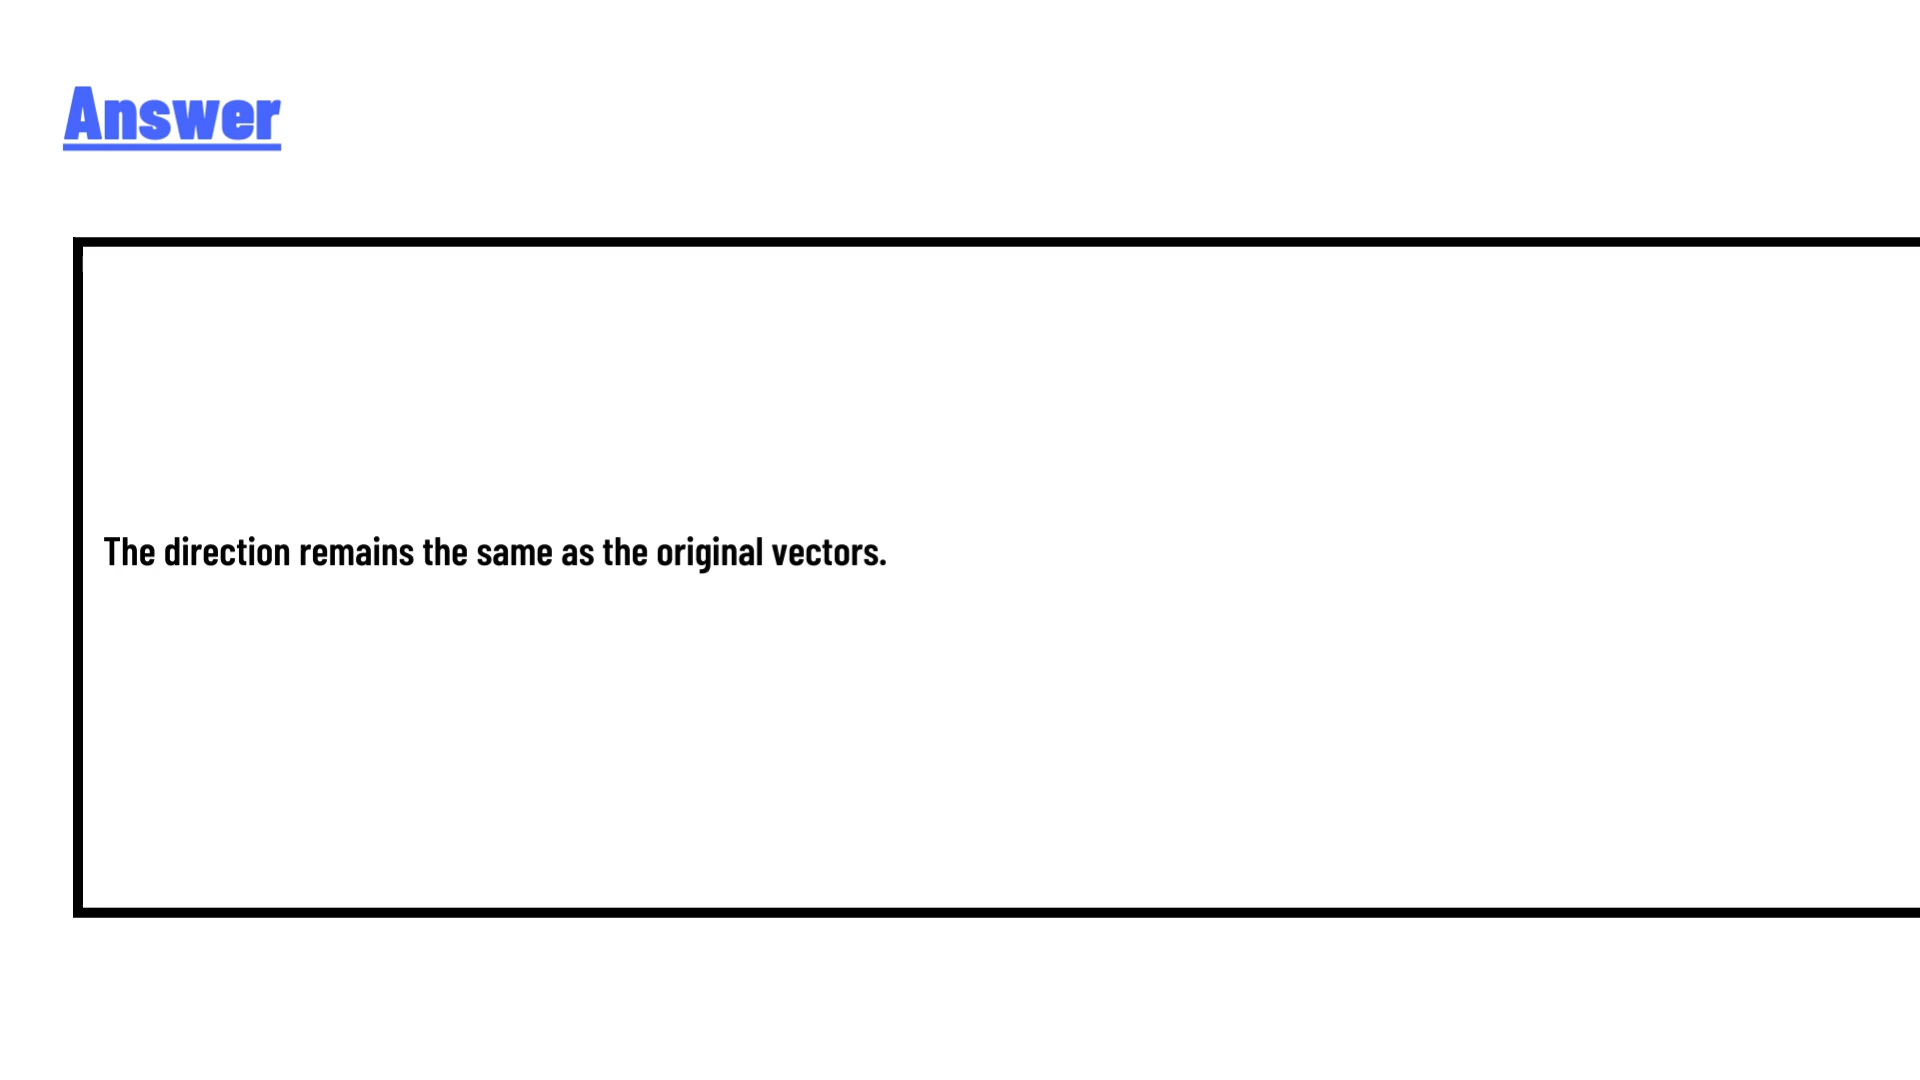 Answer
The direction remains the same as the original vectors.